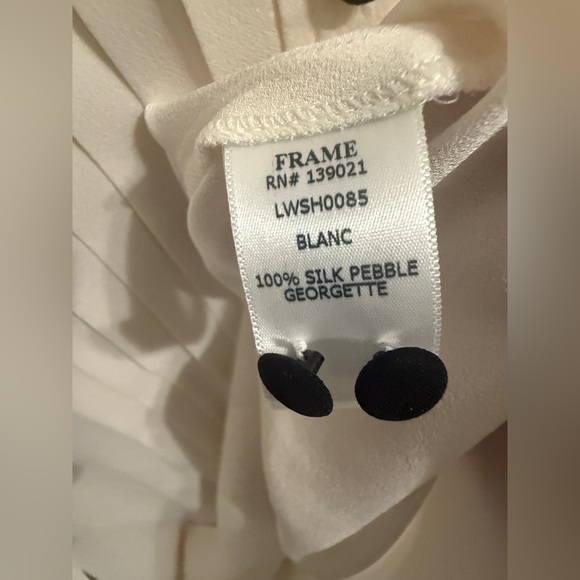 FRAME
RN# 139021
LWSH0085
BLANC
100% SILK PEBBLE
GEORGETTE